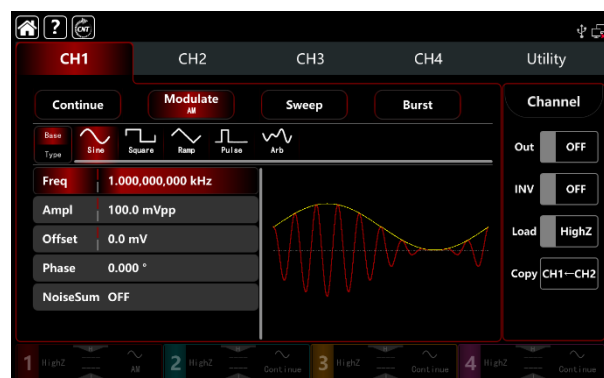 ? CNT
CH1 CH2 CH3 CH4 Utility
Continue Modulate AM Sweep Burst Channel
Base Type Sine Square Ramp Pulse Arb
Out OFF
Freq 1.000,000,000 kHz
INV OFF
Ampl 100.0 mVpp
Offset 0.0 mV
Load HighZ
Phase 0.000 °
Copy CH1←CH2
NoiseSum OFF
1 HighZ AM 2 HighZ Continue 3 HighZ Continue 4 HighZ Continue